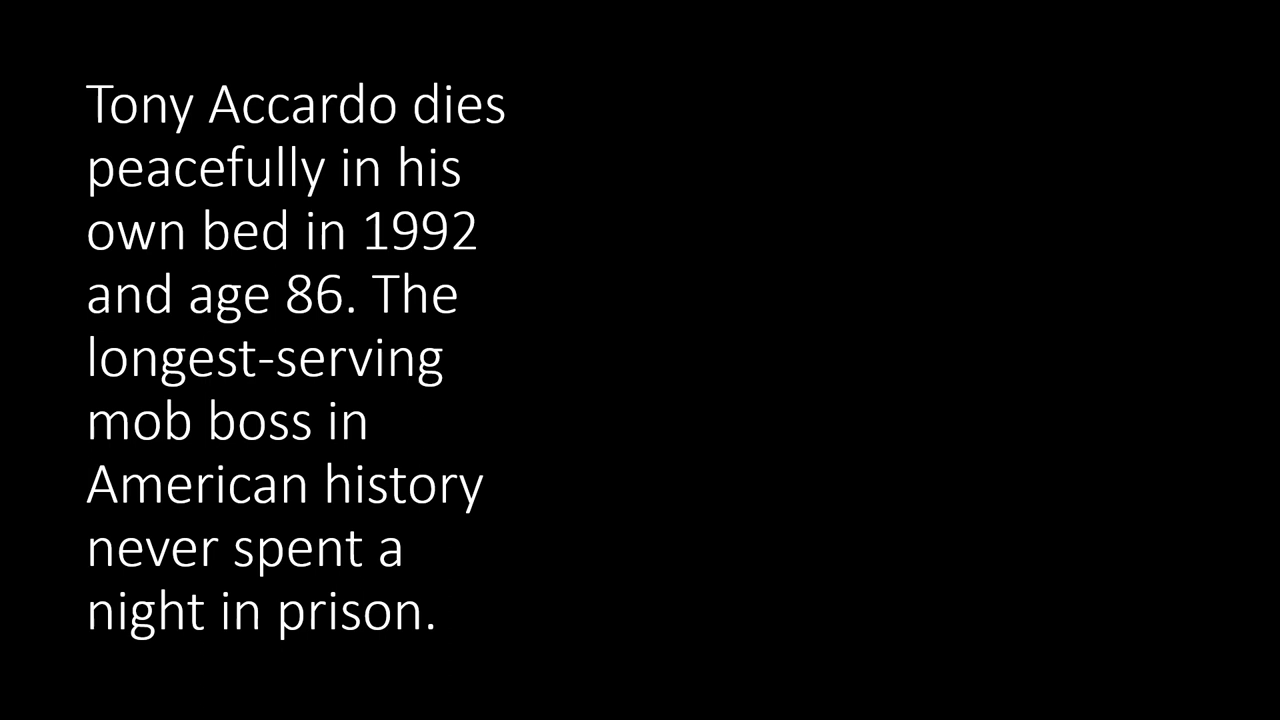 Tony Accardo dies
peacefully in his
own bed in 1992
and age 86. The
longest-serving
mob boss in
American history
never spent a
night in prison.